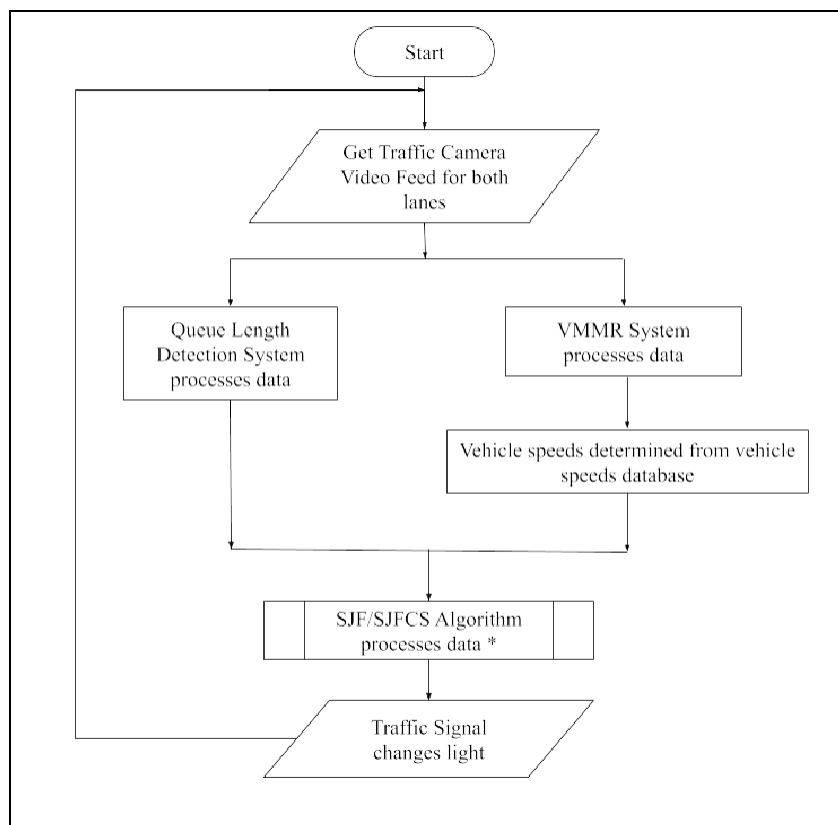 Start
Get Traffic Camera
Video Feed for both
lanes
Queue Length
Detection System
processes data
VMMR System
processes data
Vehicle speeds determined from vehicle
speeds database
SJF/SJFCS Algorithm
processes data *
Traffic Signal
changes light